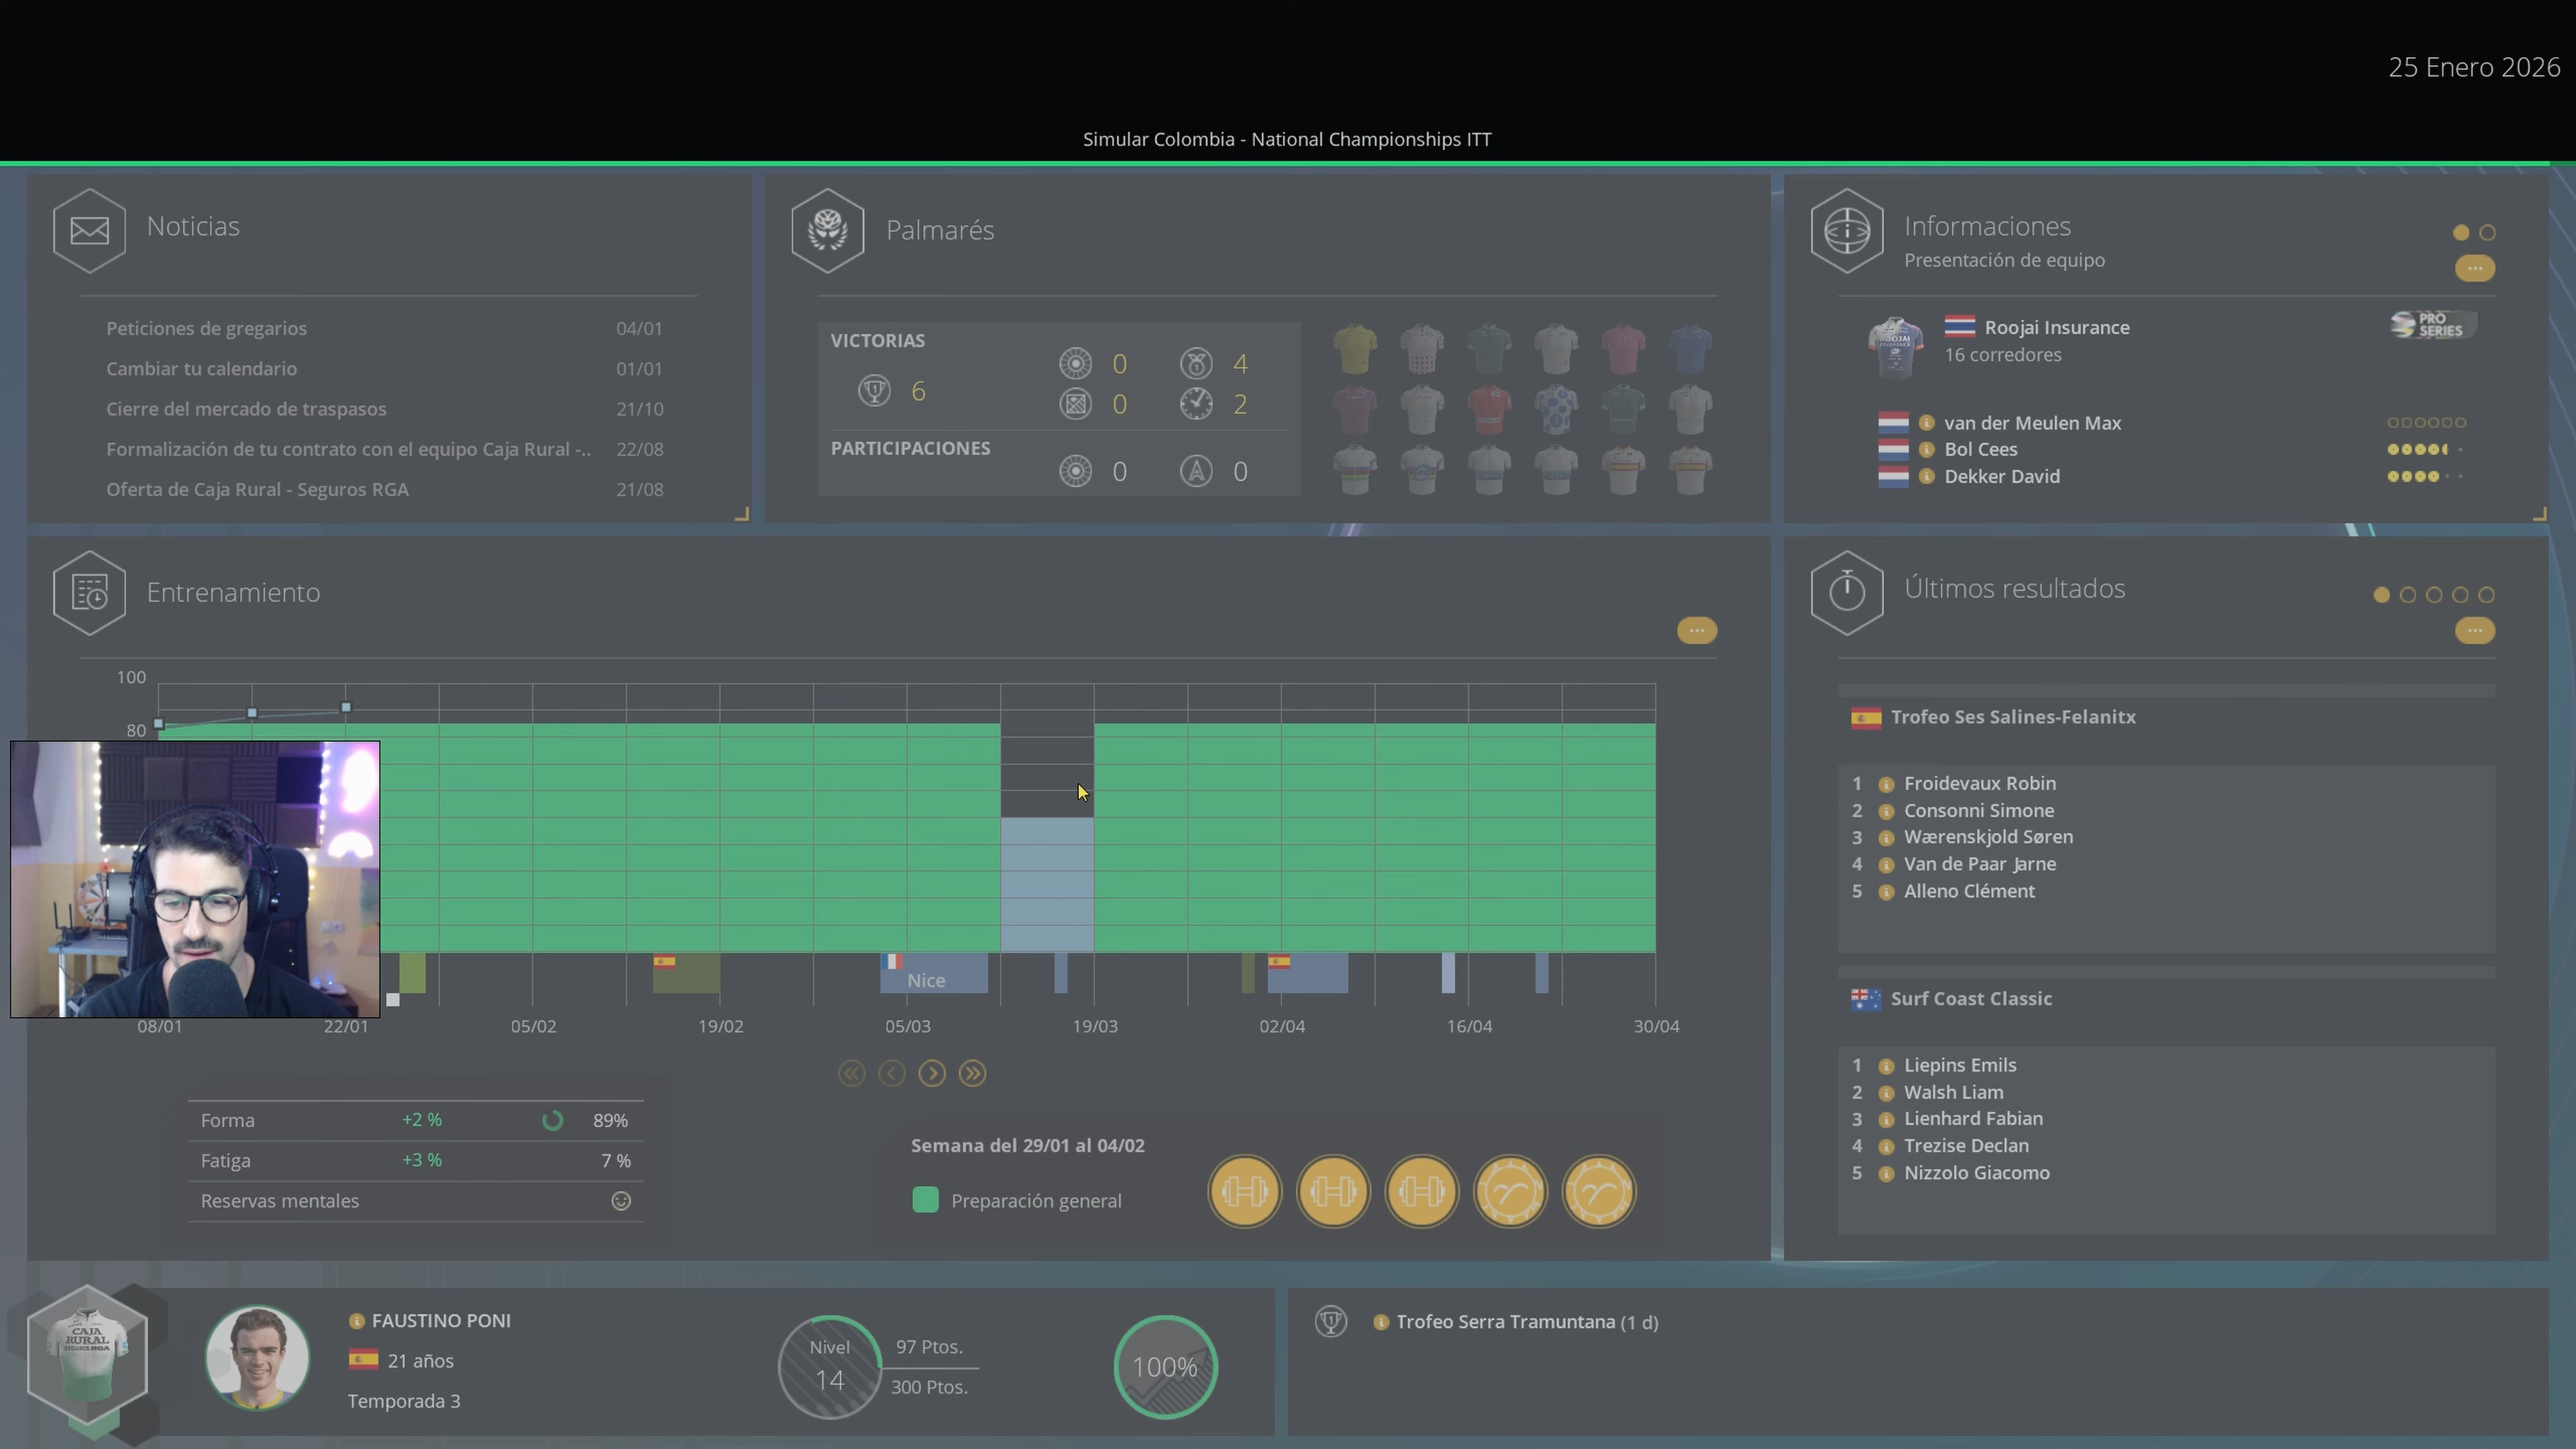 25 Enero 2026
Simular Colombia - National Championships ITT
Noticias
Peticiones de gregarios 04/01
Cambiar tu calendario 01/01
Cierre del mercado de traspasos 21/10
Formalización de tu contrato con el equipo Caja Rural -.. 22/08
Oferta de Caja Rural - Seguros RGA 21/08
Palmarés
VICTORIAS
6
0 4
0 2
PARTICIPACIONES
0 0
Informaciones
Presentación de equipo
Roojai Insurance
16 corredores
PRO SERIES
van der Meulen Max
Bol Cees
Dekker David
Entrenamiento
100
80
Nice
08/01 22/01 05/02 19/02 05/03 19/03 02/04 16/04 30/04
Forma +2 % 89%
Fatiga +3 % 7 %
Reservas mentales
Semana del 29/01 al 04/02
Preparación general
Últimos resultados
Trofeo Ses Salines-Felanitx
1 Froidevaux Robin
2 Consonni Simone
3 Wærenskjold Søren
4 Van de Paar Jarne
5 Alleno Clément
Surf Coast Classic
1 Liepins Emils
2 Walsh Liam
3 Lienhard Fabian
4 Trezise Declan
5 Nizzolo Giacomo
CAJA
RURAL
SEGUROS RGA
FAUSTINO PONI
21 años
Temporada 3
Nivel
14
97 Ptos.
300 Ptos.
100%
Trofeo Serra Tramuntana (1 d)